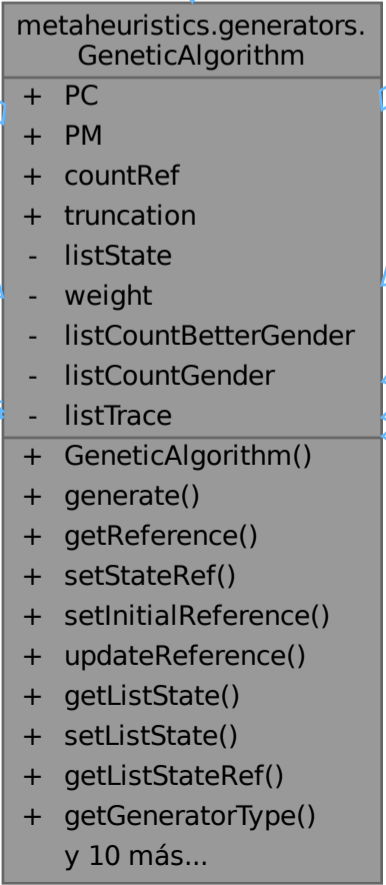 metaheuristics.generators.
GeneticAlgorithm
+ PC
+ PM
+ countRef
+ truncation
- listState
- weight
- listCountBetterGender
- listCountGender
- listTrace
+ GeneticAlgorithm()
+ generate()
+ getReference()
+ setStateRef()
+ setInitialReference()
+ updateReference()
+ getListState()
+ setListState()
+ getListStateRef()
+ getGeneratorType()
y 10 más...